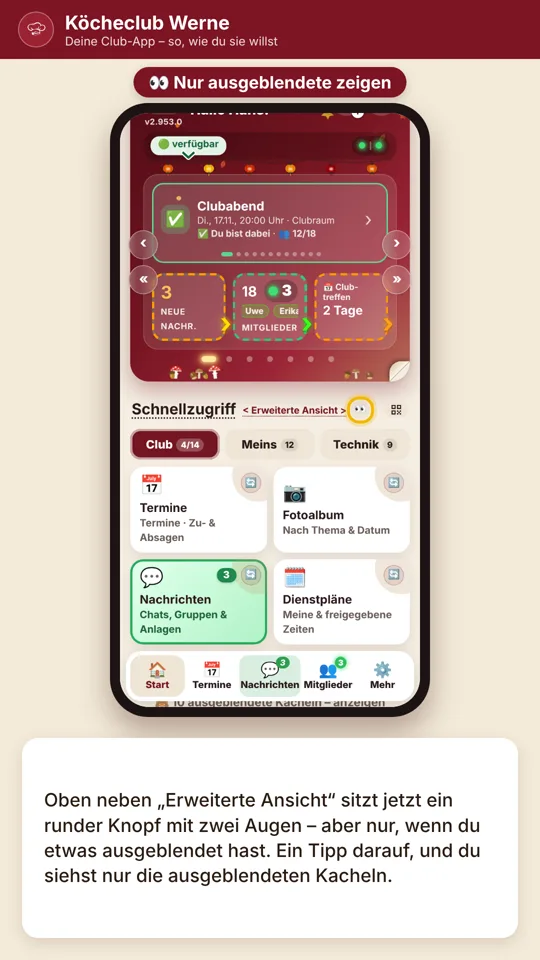 Köcheclub Werne
Deine Club-App – so, wie du sie willst
👀 Nur ausgeblendete zeigen
v2.953.0
verfügbar
Clubabend
Di., 17.11., 20:00 Uhr · Clubraum
✅ Du bist dabei · 👥 12/18
3
NEUE
NACHR.
18
3
Uwe
Erika
MITGLIEDER
📅 Club-
treffen
2 Tage
Schnellzugriff
< Erweiterte Ansicht >
Club 4/14
Meins 12
Technik 9
Termine
Termine · Zu- &
Absagen
Fotoalbum
Nach Thema & Datum
3
Nachrichten
Chats, Gruppen &
Anlagen
Dienstpläne
Meine & freigegebene
Zeiten
Start
Termine
3
Nachrichten
3
Mitglieder
Mehr
10 ausgeblendete Kacheln – anzeigen
Oben neben „Erweiterte Ansicht“ sitzt jetzt ein
runder Knopf mit zwei Augen – aber nur, wenn du
etwas ausgeblendet hast. Ein Tipp darauf, und du
siehst nur die ausgeblendeten Kacheln.